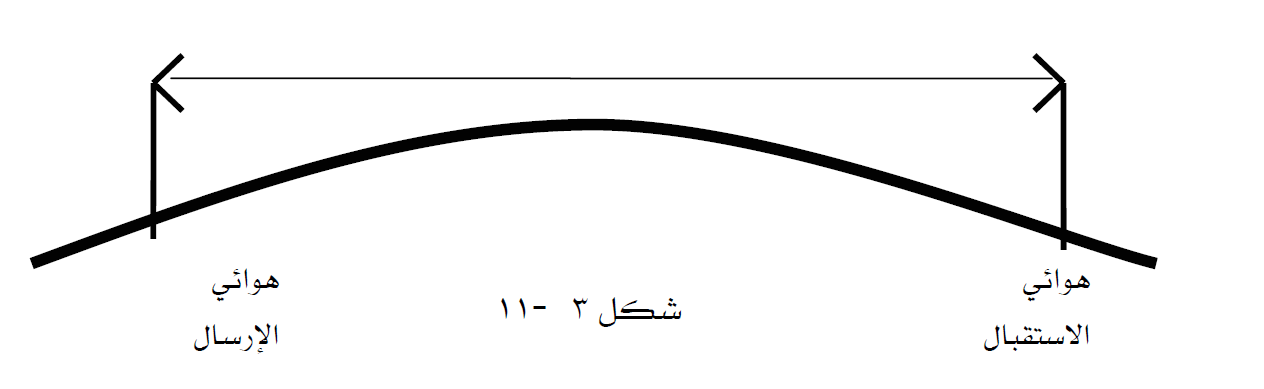 هوائي
الاستقبال
شكل ٣ -١١
هوائي
الإرسال